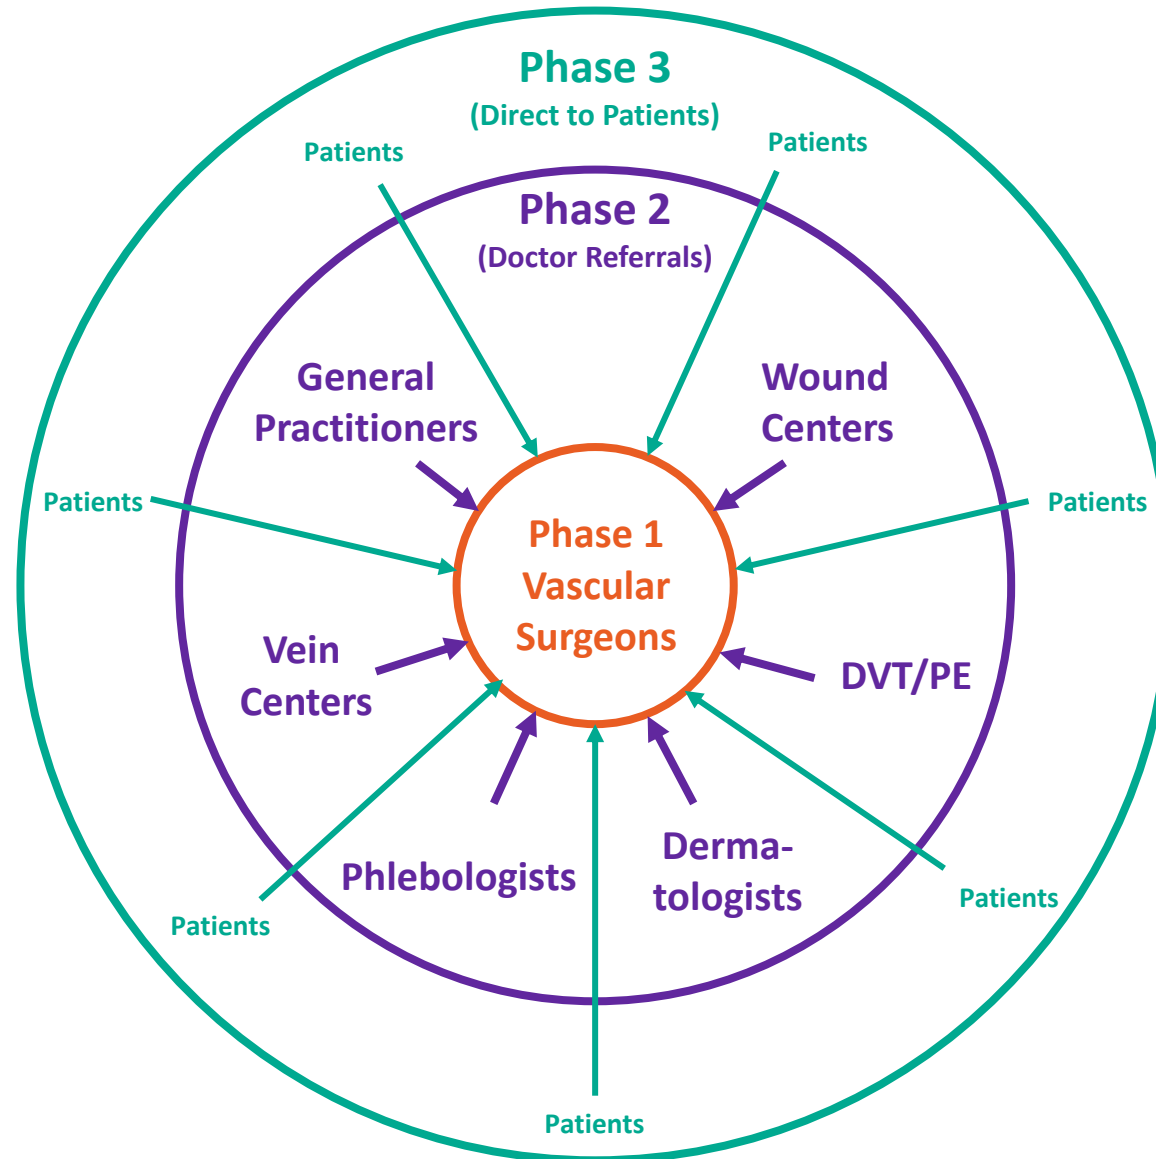 Phase 3
(Direct to Patients)
Patients
Patients
Phase 2
(Doctor Referrals)
General
Practitioners
Wound
Centers
Patients
Patients
Phase 1
Vascular
Surgeons
Vein
Centers
DVT/PE
Phlebologists
Derma-
tologists
Patients
Patients
Patients